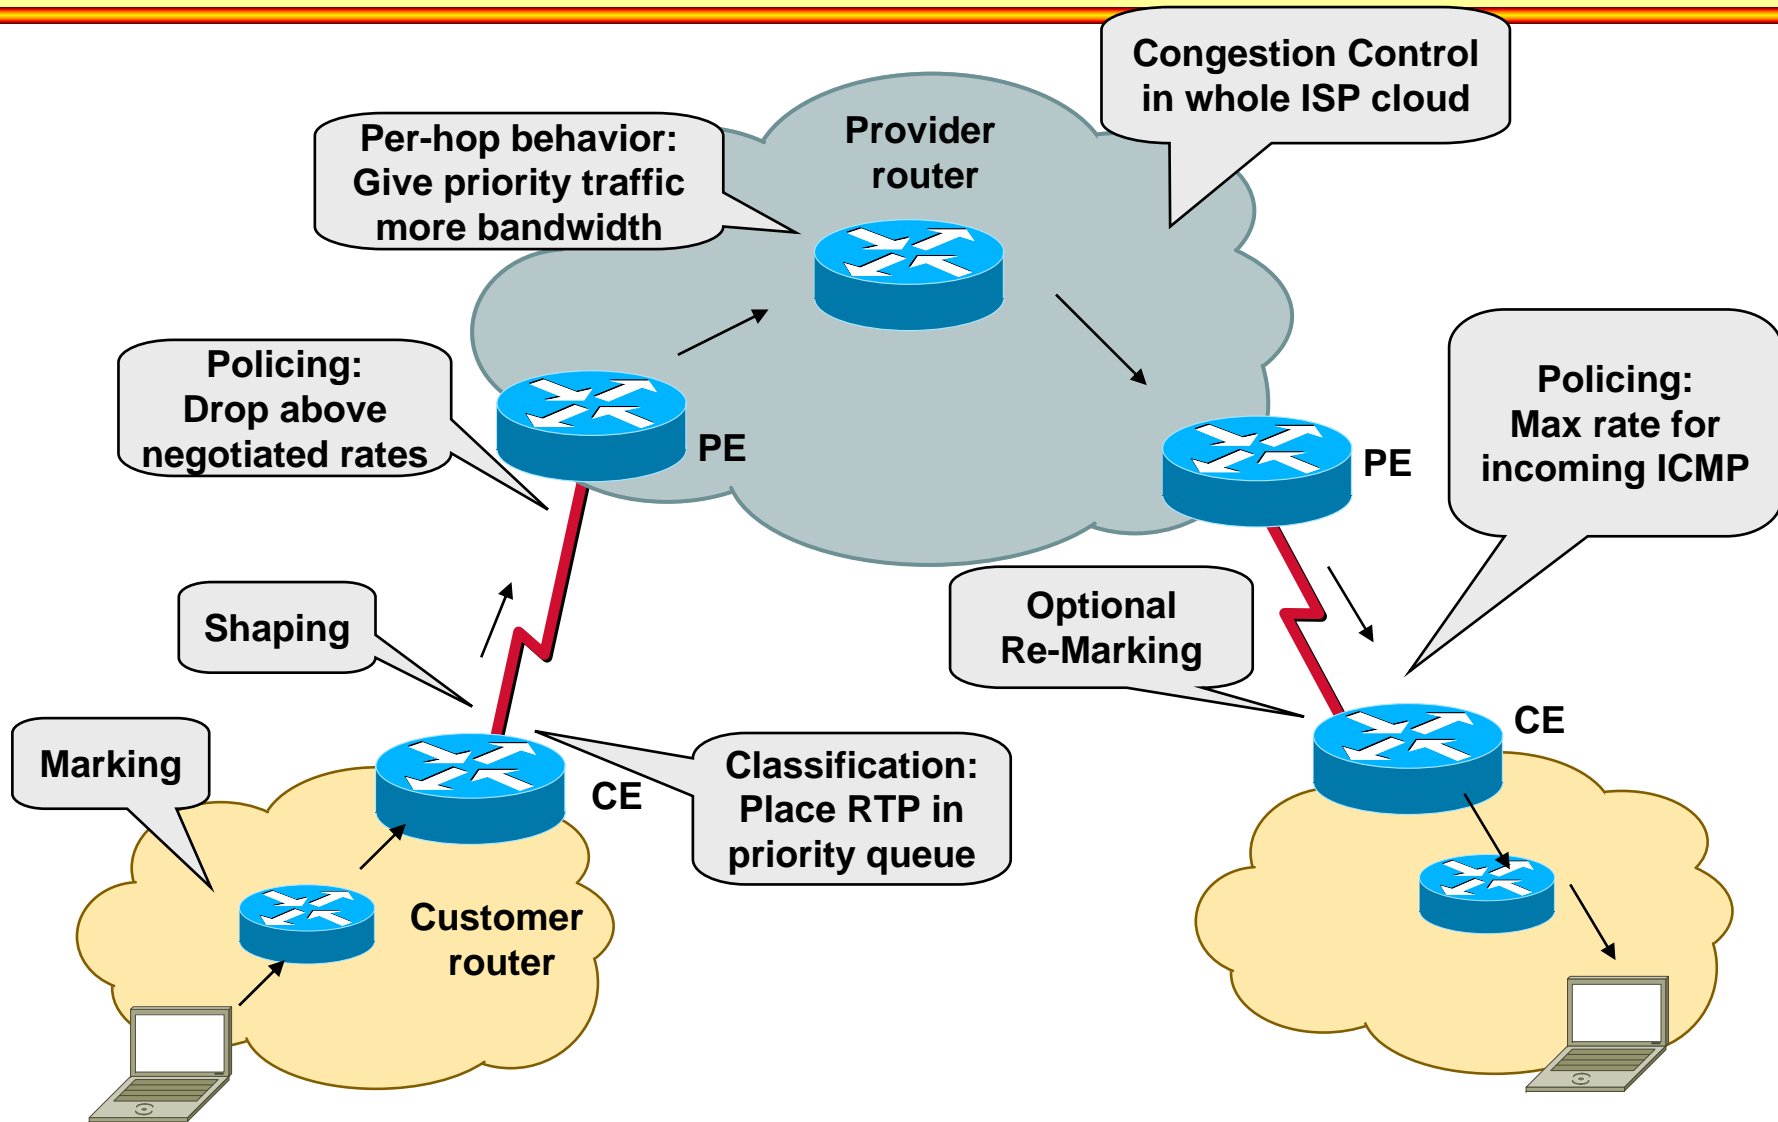 Congestion Control
in whole ISP cloud
Per-hop behavior:
Give priority traffic
more bandwidth
Provider
router
Policing:
Drop above
negotiated rates
PE
PE
Policing:
Max rate for
incoming ICMP
Shaping
Optional
Re-Marking
Marking
CE
Classification:
Place RTP in
priority queue
CE
Customer
router